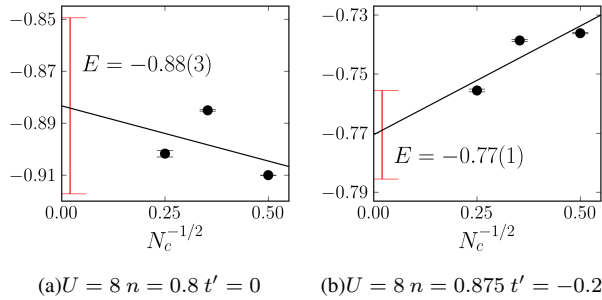 −0.85
−0.87
−0.89
−0.91
E = −0.88(3)
0.00 0.25 0.50
N_c^{−1/2}
−0.73
−0.75
−0.77
−0.79
E = −0.77(1)
0.00 0.25 0.50
N_c^{−1/2}
(a)U = 8 n = 0.8 t′ = 0
(b)U = 8 n = 0.875 t′ = −0.2